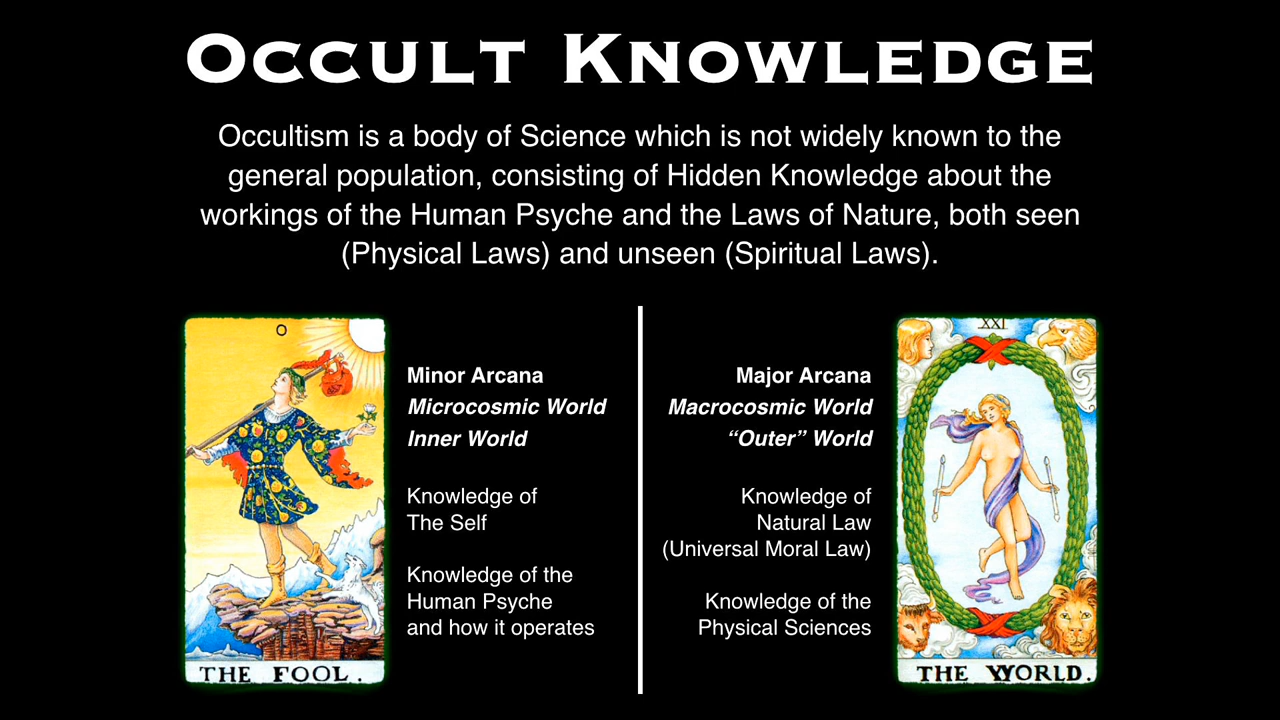 Occult Knowledge
Occultism is a body of Science which is not widely known to the
general population, consisting of Hidden Knowledge about the
workings of the Human Psyche and the Laws of Nature, both seen
(Physical Laws) and unseen (Spiritual Laws).
0
THE FOOL.
Minor Arcana
Microcosmic World
Inner World
Knowledge of
The Self
Knowledge of the
Human Psyche
and how it operates
Major Arcana
Macrocosmic World
“Outer” World
Knowledge of
Natural Law
(Universal Moral Law)
Knowledge of the
Physical Sciences
XXI
THE WORLD.